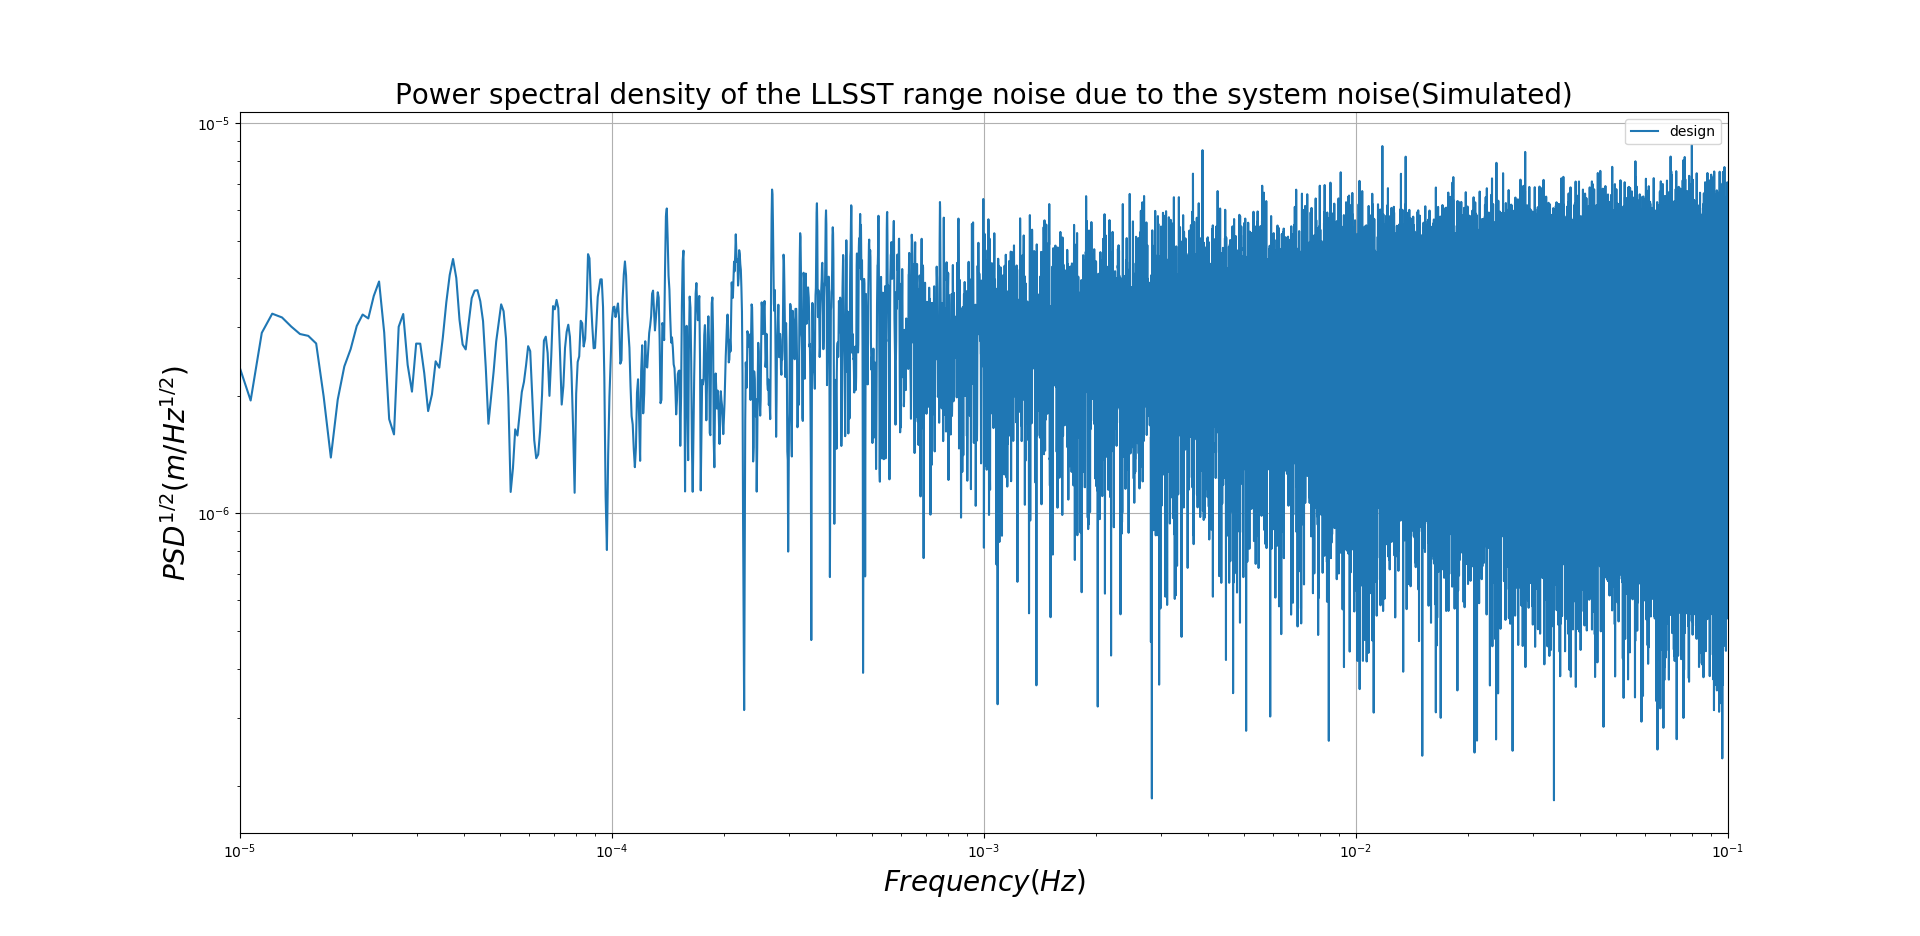 Power spectral density of the LLSST range noise due to the system noise(Simulated)
10⁻⁵
design
PSD^{1/2}(m/Hz^{1/2})
10⁻⁶
10⁻⁵ 10⁻⁴ 10⁻³ 10⁻² 10⁻¹
Frequency(Hz)